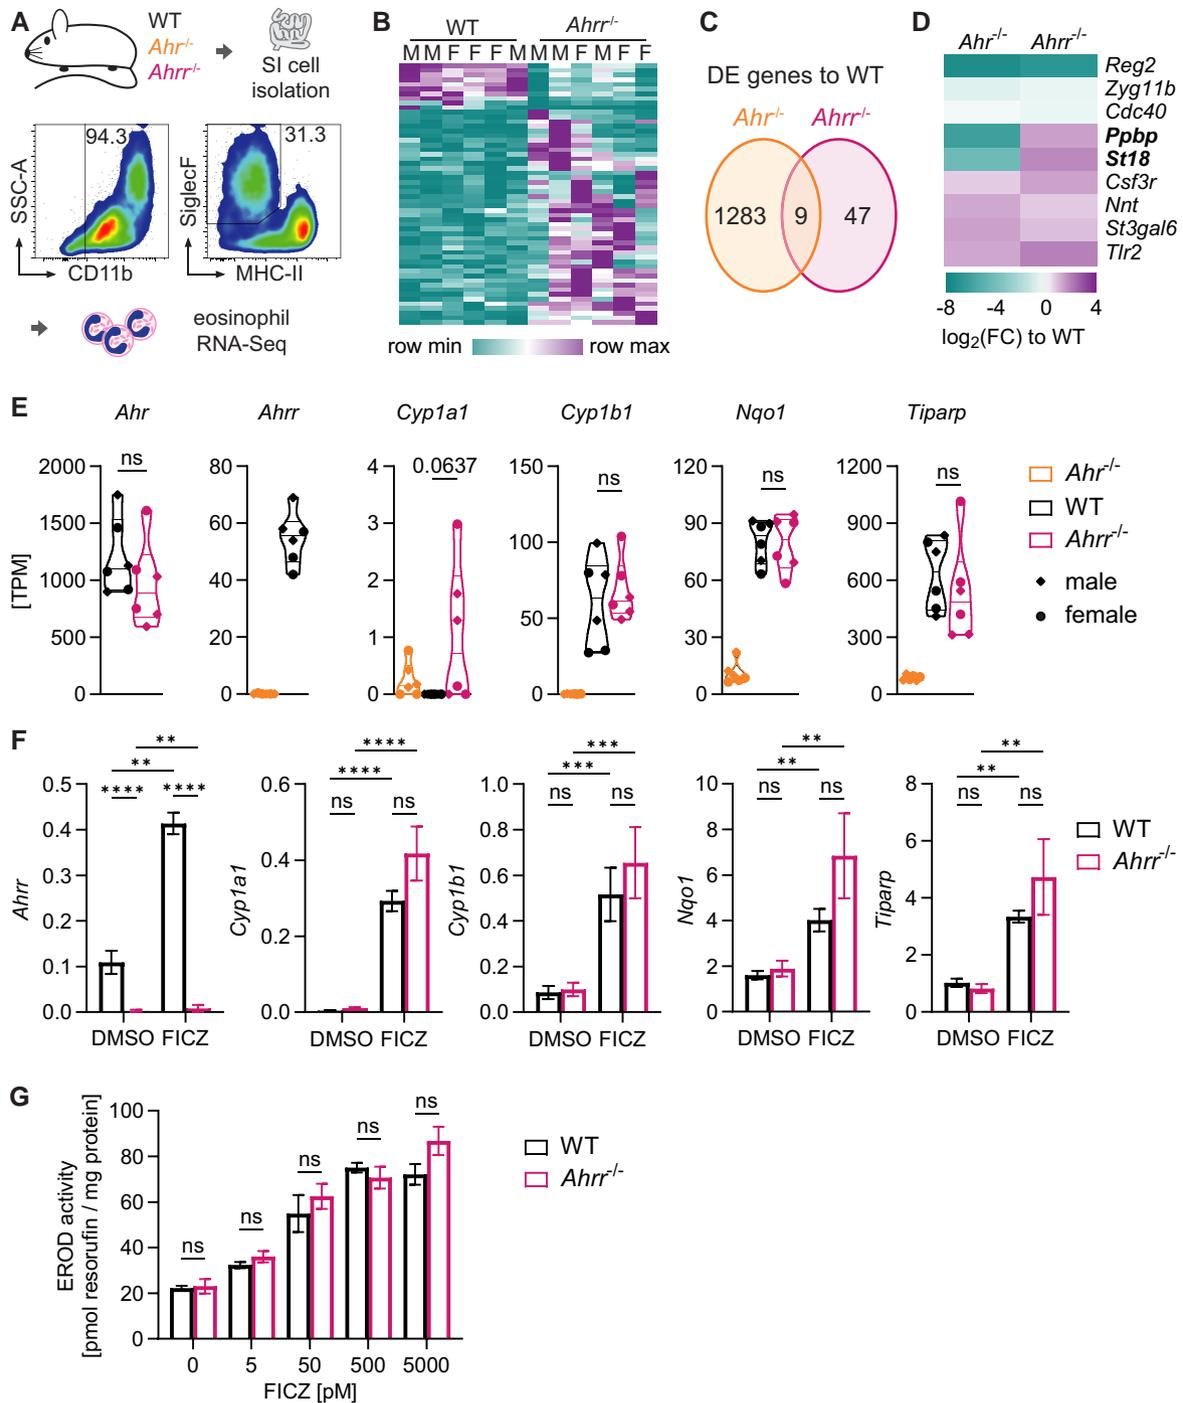 A
WT
Ahr-/-
Ahrr-/-
SI cell
isolation
94.3
31.3
SSC-A
CD11b
SiglecF
MHC-II
eosinophil
RNA-Seq
B
WT
Ahrr-/-
M M F F F M M M F M F F
row min
row max
C
DE genes to WT
Ahr-/-
Ahrr-/-
1283
9
47
D
Ahr-/-
Ahrr-/-
Reg2
Zyg11b
Cdc40
Ppbp
St18
Csf3r
Nnt
St3gal6
Tlr2
-8 -4 0 4
log2(FC) to WT
E
[TPM]
Ahr
2000
1500
1000
500
0
ns
Ahrr
80
60
40
20
0
Cyp1a1
4
3
2
1
0
0.0637
Cyp1b1
150
100
50
0
ns
Nqo1
120
90
60
30
0
ns
Tiparp
1200
900
600
300
0
ns
Ahr-/-
WT
Ahrr-/-
male
female
F
Ahrr
0.5
0.4
0.3
0.2
0.1
0.0
**
**
**** ****
DMSO FICZ
Cyp1a1
0.6
0.4
0.2
0.0
****
****
ns ns
DMSO FICZ
Cyp1b1
1.0
0.8
0.6
0.4
0.2
0.0
***
***
ns ns
DMSO FICZ
Nqo1
10
8
6
4
2
0
**
**
ns ns
DMSO FICZ
Tiparp
8
6
4
2
0
**
**
ns ns
DMSO FICZ
WT
Ahrr-/-
G
EROD activity
[pmol resorufin / mg protein]
100
80
60
40
20
0
ns ns ns ns ns
0 5 50 500 5000
FICZ [pM]
WT
Ahrr-/-